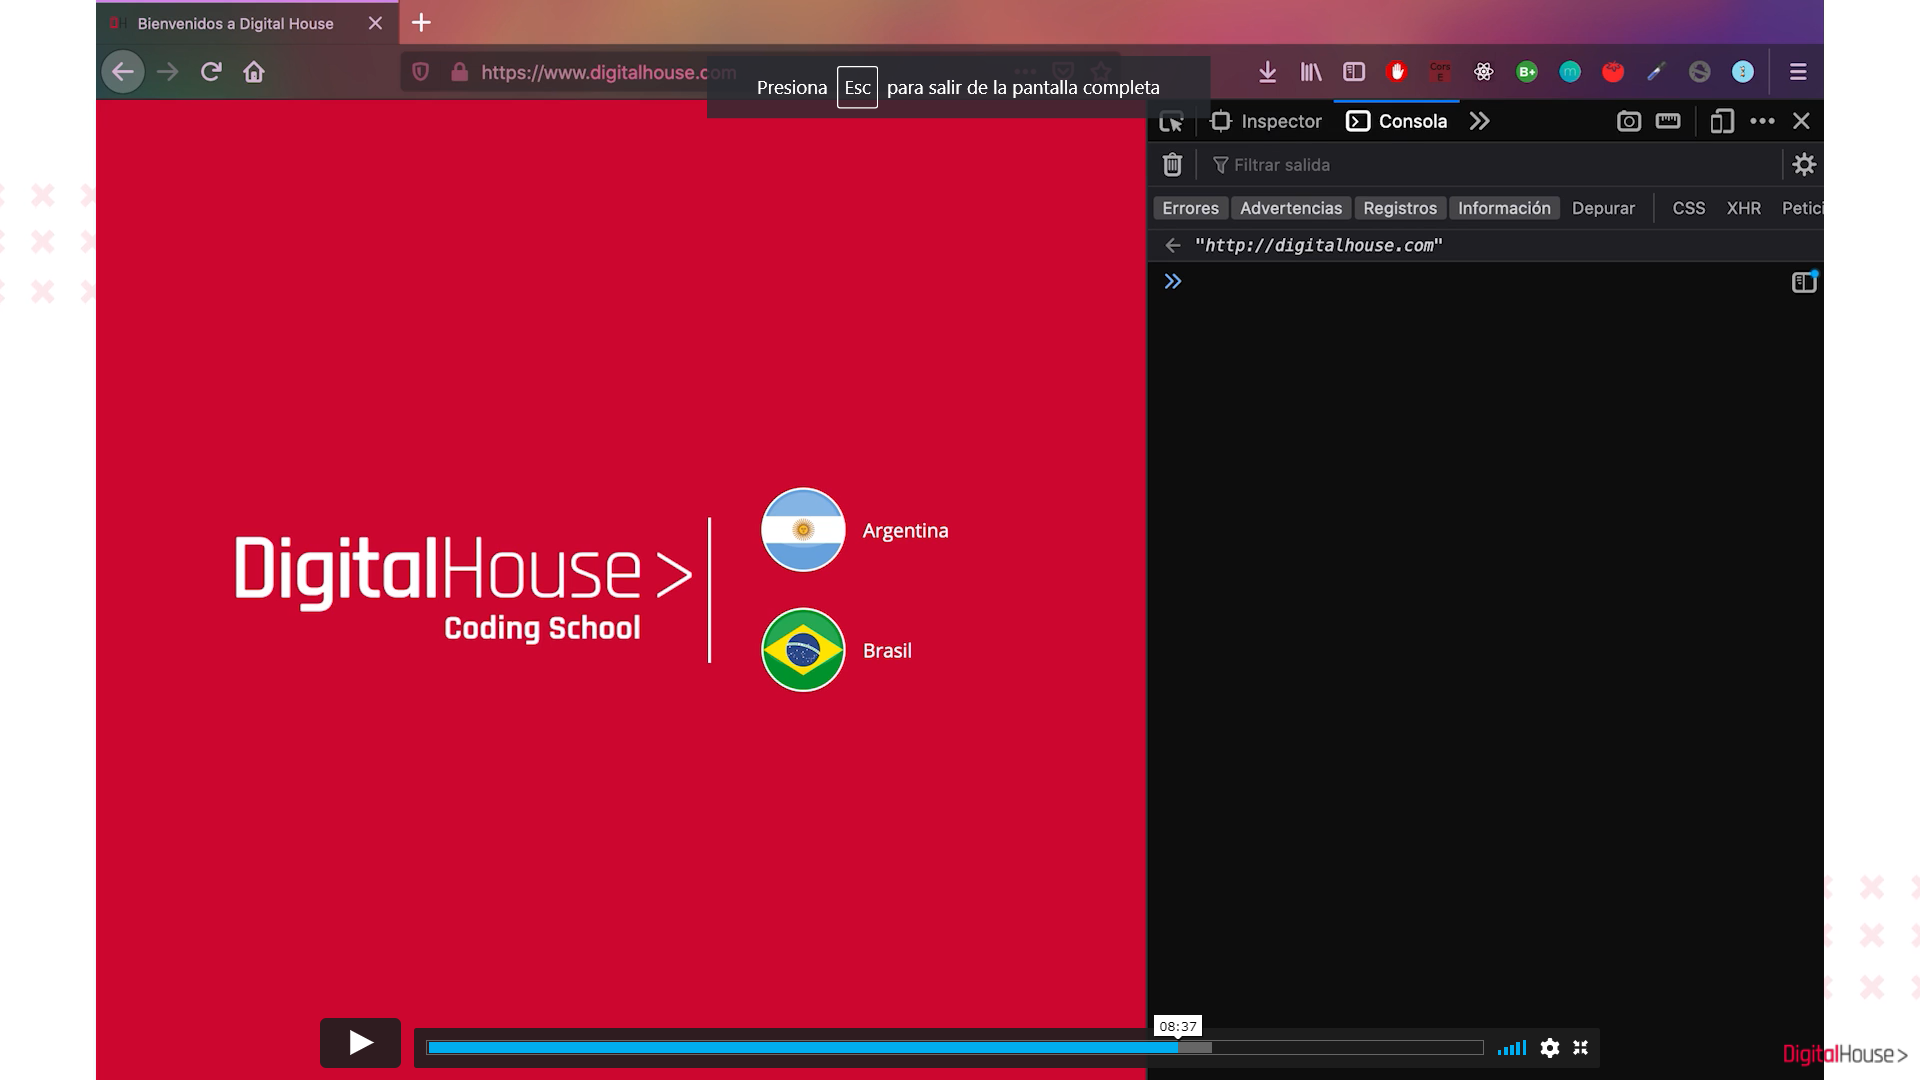 Bienvenidos a Digital House
https://www.digitalhouse.com
Presiona Esc para salir de la pantalla completa
Cors
E
B+
m
Inspector
Consola
Filtrar salida
Errores Advertencias Registros Información Depurar CSS XHR Petici
"http://digitalhouse.com"
DigitalHouse >
Coding School
Argentina
Brasil
08:37
DigitalHouse>